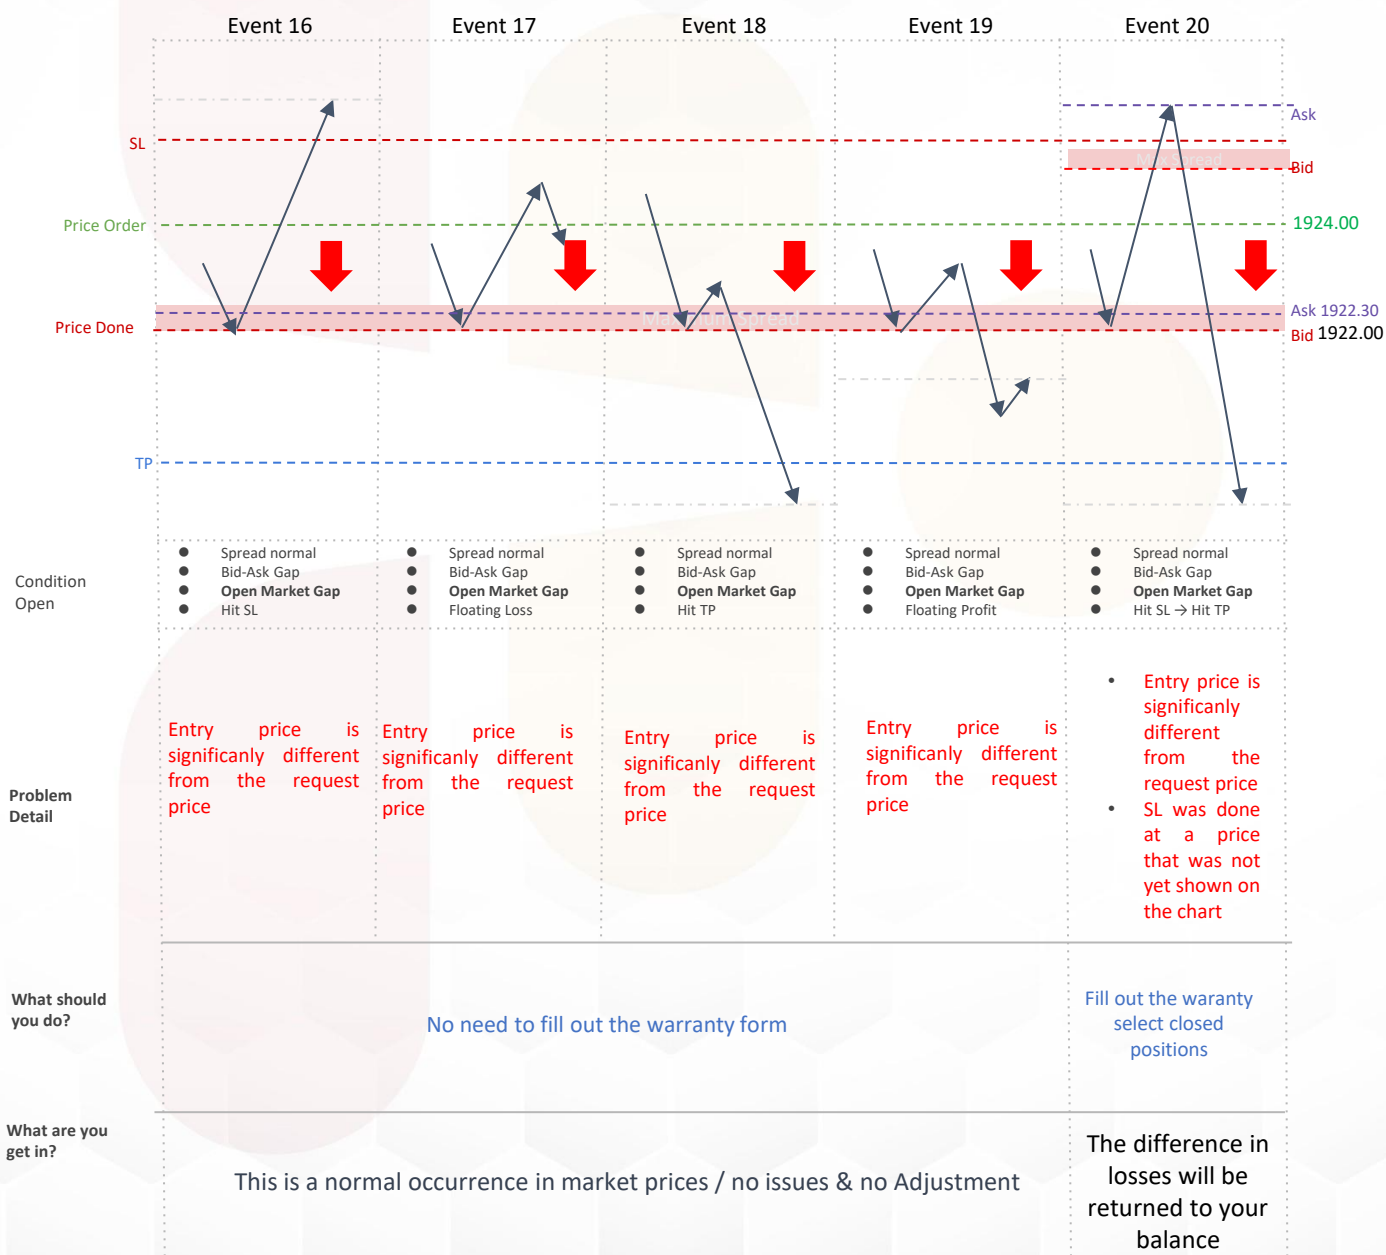 Event 16
Event 17
Event 18
Event 19
Event 20
Ask
SL
Max Spread
Bid
Price Order
1924.00
Ask 1922.30
Maximum Spread
Price Done
Bid 1922.00
TP
Condition
Open
● Spread normal
● Bid-Ask Gap
● Open Market Gap
● Hit SL
● Spread normal
● Bid-Ask Gap
● Open Market Gap
● Floating Loss
● Spread normal
● Bid-Ask Gap
● Open Market Gap
● Hit TP
● Spread normal
● Bid-Ask Gap
● Open Market Gap
● Floating Profit
● Spread normal
● Bid-Ask Gap
● Open Market Gap
● Hit SL → Hit TP
Problem
Detail
Entry price is
significanly different
from the request
price
Entry price is
significanly different
from the request
price
Entry price is
significanly different
from the request
price
Entry price is
significanly different
from the request
price
• Entry price is
significanly
different
from the
request price
• SL was done
at a price
that was not
yet shown on
the chart
What should
you do?
No need to fill out the warranty form
Fill out the waranty
select closed
positions
What are you
get in?
This is a normal occurrence in market prices / no issues & no Adjustment
The difference in
losses will be
returned to your
balance